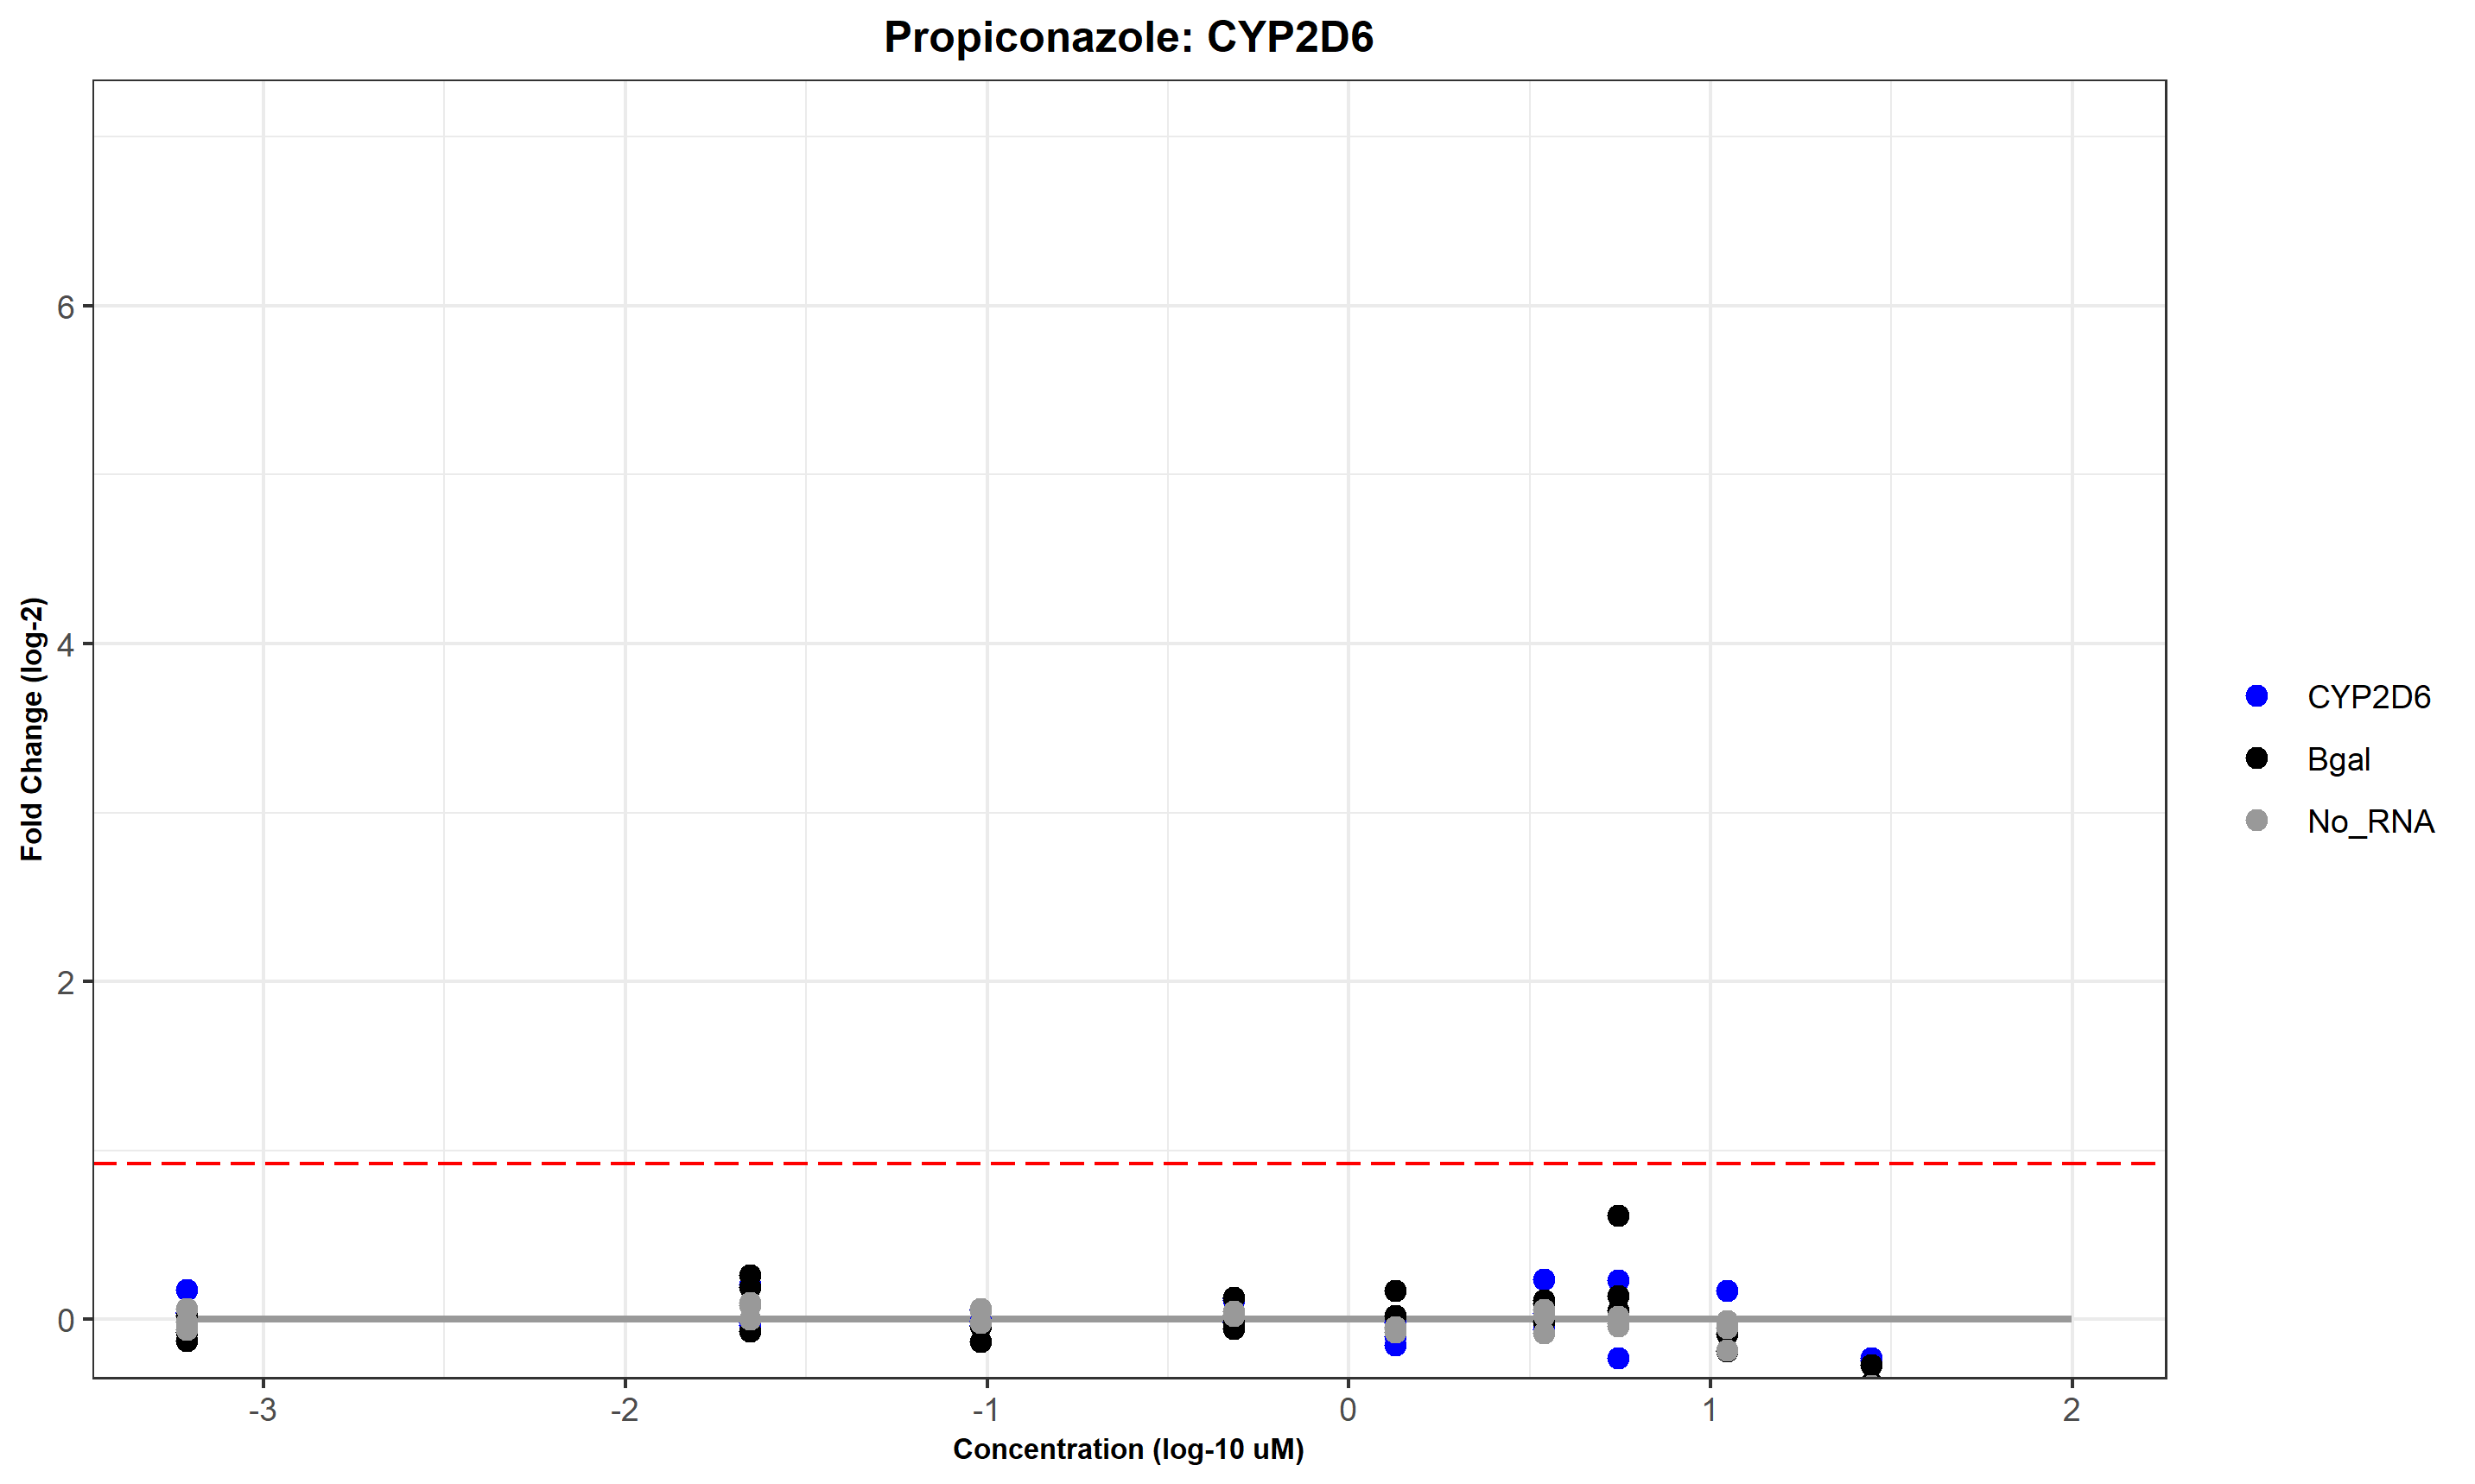 Propiconazole: CYP2D6
Fold Change (log-2)
6
4
2
0
-3 -2 -1 0 1 2
Concentration (log-10 uM)
CYP2D6
Bgal
No_RNA